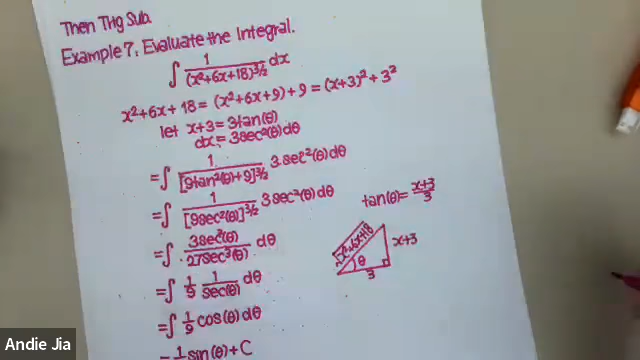 Then Trig Sub.
Example 7. Evaluate the Integral.
∫ 1/(x²+6x+18)^3/2 dx
x²+6x+18 = (x²+6x+9)+9 = (x+3)²+3²
let x+3=3tan(θ)
dx=3sec²(θ)dθ
=∫ 1/[9tan²(θ)+9]^3/2 3sec²(θ)dθ
=∫ 1/[9sec²(θ)]^3/2 3sec²(θ)dθ
tan(θ)= x+3/3
=∫ 3sec²(θ)/27sec³(θ) dθ
√x²+6x+18
x+3
θ
3
=∫ 1/9 1/sec(θ) dθ
=∫ 1/9 cos(θ)dθ
= 1/9 sin(θ)+C
Andie Jia